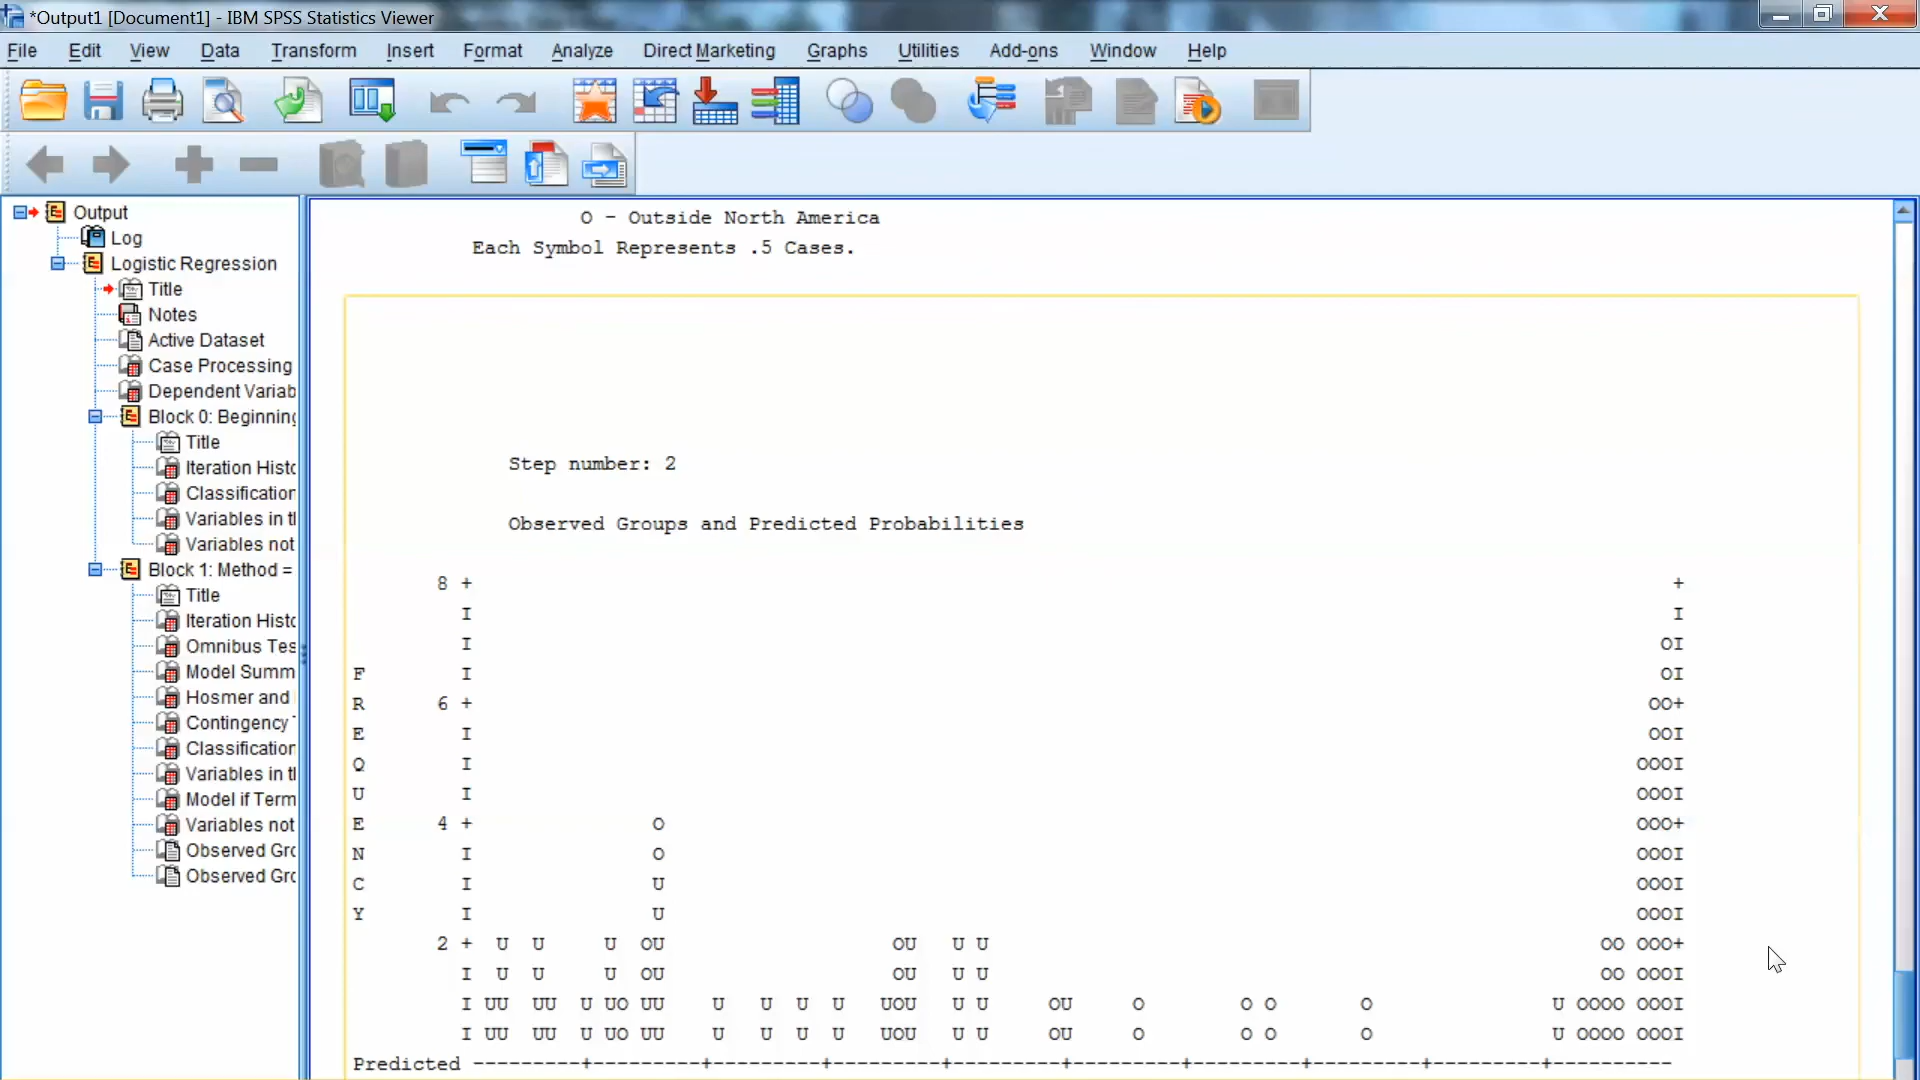 *Output1 [Document1] - IBM SPSS Statistics Viewer
File Edit View Data Transform Insert Format Analyze Direct Marketing Graphs Utilities Add-ons Window Help
Output
Log
Logistic Regression
Title
Notes
Active Dataset
Case Processing
Dependent Variab
Block 0: Beginning
Title
Iteration Histo
Classification
Variables in th
Variables not
Block 1: Method =
Title
Iteration Histo
Omnibus Tes
Model Summ
Hosmer and
Contingency T
Classification
Variables in th
Model if Term
Variables not
Observed Gro
Observed Gro
O - Outside North America
Each Symbol Represents .5 Cases.
Step number: 2
Observed Groups and Predicted Probabilities
8 + +
I I
I OI
F I OI
R 6 + OO+
E I OOI
Q I OOOI
U I OOOI
E 4 + O OOO+
N I O OOOI
C I U OOOI
Y I U OOOI
2 + U U U OU OU U U OO OOO+
I U U U OU OU U U OO OOOI
I UU UU U UO UU U U U U UOU U U OU O O O O U OOOO OOOI
I UU UU U UO UU U U U U UOU U U OU O O O O U OOOO OOOI
Predicted ---------+---------+---------+---------+---------+---------+---------+---------+---------+----------